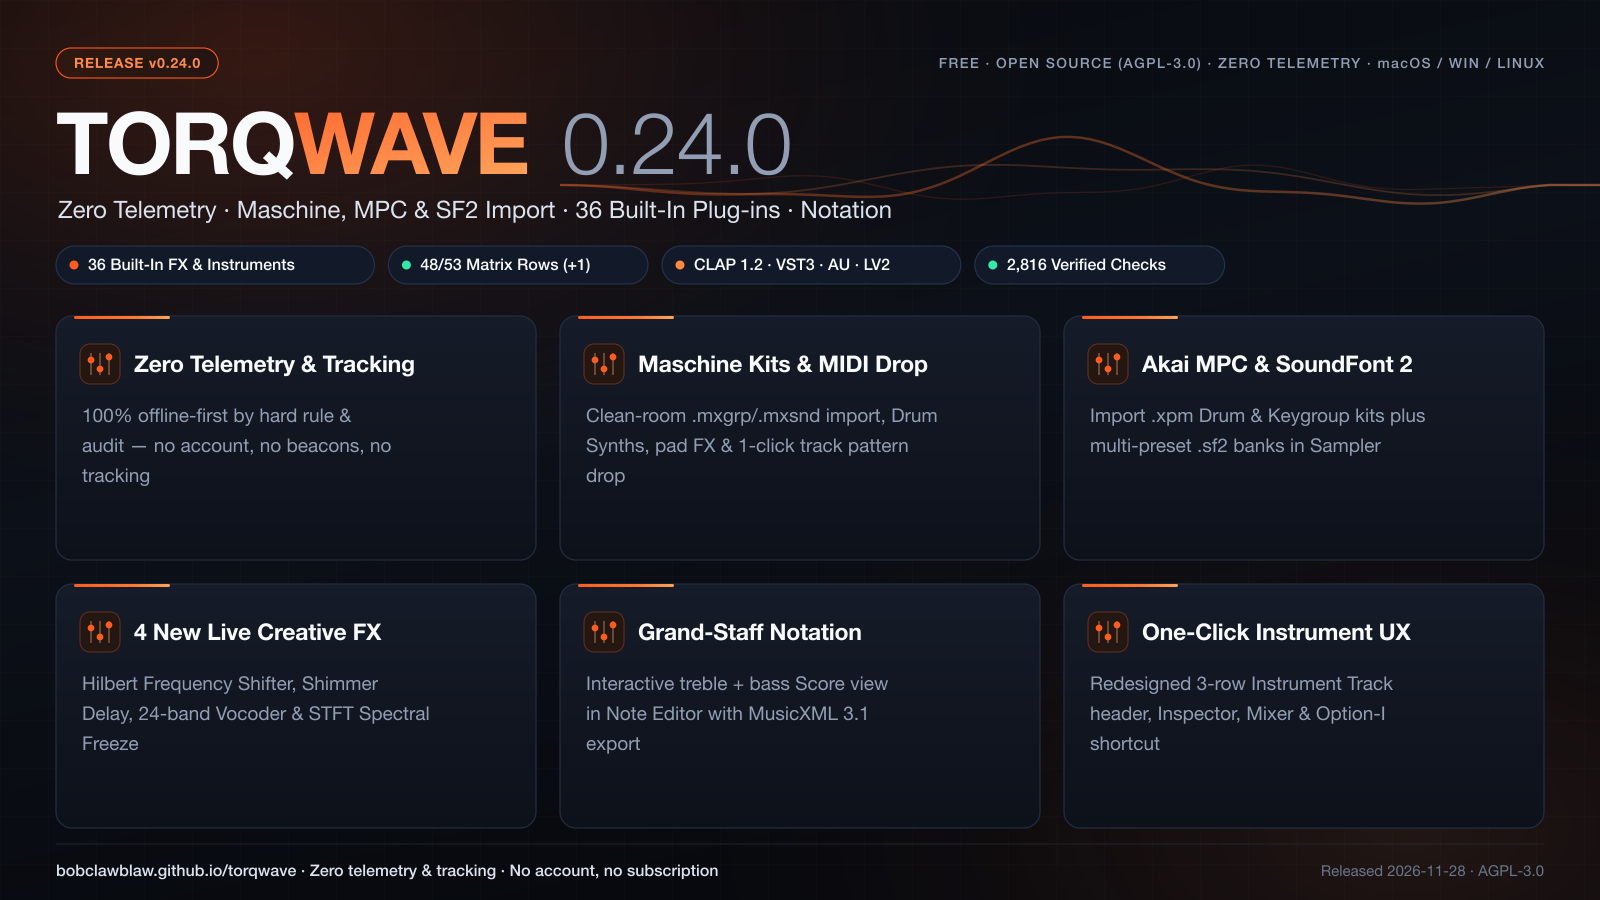 RELEASE v0.24.0
FREE · OPEN SOURCE (AGPL-3.0) · ZERO TELEMETRY · macOS / WIN / LINUX
TORQWAVE 0.24.0
Zero Telemetry · Maschine, MPC & SF2 Import · 36 Built-In Plug-ins · Notation
36 Built-In FX & Instruments
48/53 Matrix Rows (+1)
CLAP 1.2 · VST3 · AU · LV2
2,816 Verified Checks
Zero Telemetry & Tracking
100% offline-first by hard rule &
audit — no account, no beacons, no
tracking
Maschine Kits & MIDI Drop
Clean-room .mxgrp/.mxsnd import, Drum
Synths, pad FX & 1-click track pattern
drop
Akai MPC & SoundFont 2
Import .xpm Drum & Keygroup kits plus
multi-preset .sf2 banks in Sampler
4 New Live Creative FX
Hilbert Frequency Shifter, Shimmer
Delay, 24-band Vocoder & STFT Spectral
Freeze
Grand-Staff Notation
Interactive treble + bass Score view
in Note Editor with MusicXML 3.1
export
One-Click Instrument UX
Redesigned 3-row Instrument Track
header, Inspector, Mixer & Option-I
shortcut
bobclawblaw.github.io/torqwave · Zero telemetry & tracking · No account, no subscription
Released 2026-11-28 · AGPL-3.0